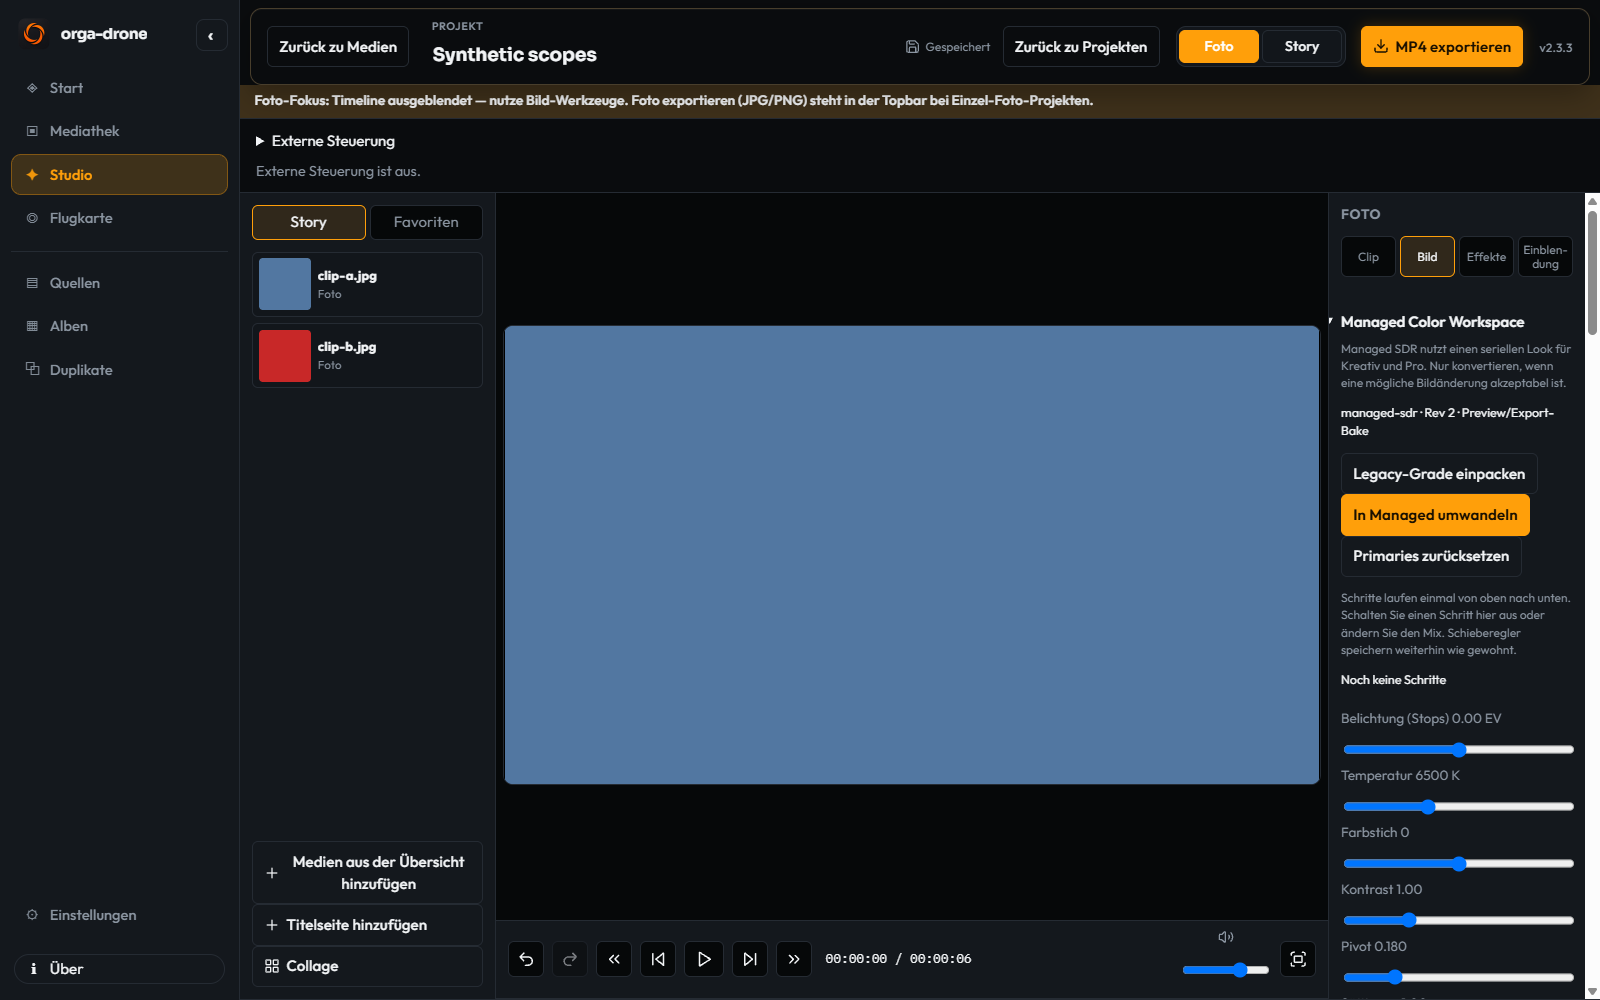 orga-drone
‹
Start
Mediathek
Studio
Flugkarte
Quellen
Alben
Duplikate
Einstellungen
Über
Zurück zu Medien
PROJEKT
Synthetic scopes
Gespeichert
Zurück zu Projekten
Foto
Story
MP4 exportieren
v2.3.3
Foto-Fokus: Timeline ausgeblendet — nutze Bild-Werkzeuge. Foto exportieren (JPG/PNG) steht in der Topbar bei Einzel-Foto-Projekten.
Externe Steuerung
Externe Steuerung ist aus.
Story
Favoriten
clip-a.jpg
Foto
clip-b.jpg
Foto
Medien aus der Übersicht
hinzufügen
Titelseite hinzufügen
Collage
00:00:00 / 00:00:06
FOTO
Clip
Bild
Effekte
Einblen-
dung
Managed Color Workspace
Managed SDR nutzt einen seriellen Look für
Kreativ und Pro. Nur konvertieren, wenn
eine mögliche Bildänderung akzeptabel ist.
managed-sdr · Rev 2 · Preview/Export-
Bake
Legacy-Grade einpacken
In Managed umwandeln
Primaries zurücksetzen
Schritte laufen einmal von oben nach unten.
Schalten Sie einen Schritt hier aus oder
ändern Sie den Mix. Schieberegler
speichern weiterhin wie gewohnt.
Noch keine Schritte
Belichtung (Stops) 0.00 EV
Temperatur 6500 K
Farbstich 0
Kontrast 1.00
Pivot 0.180